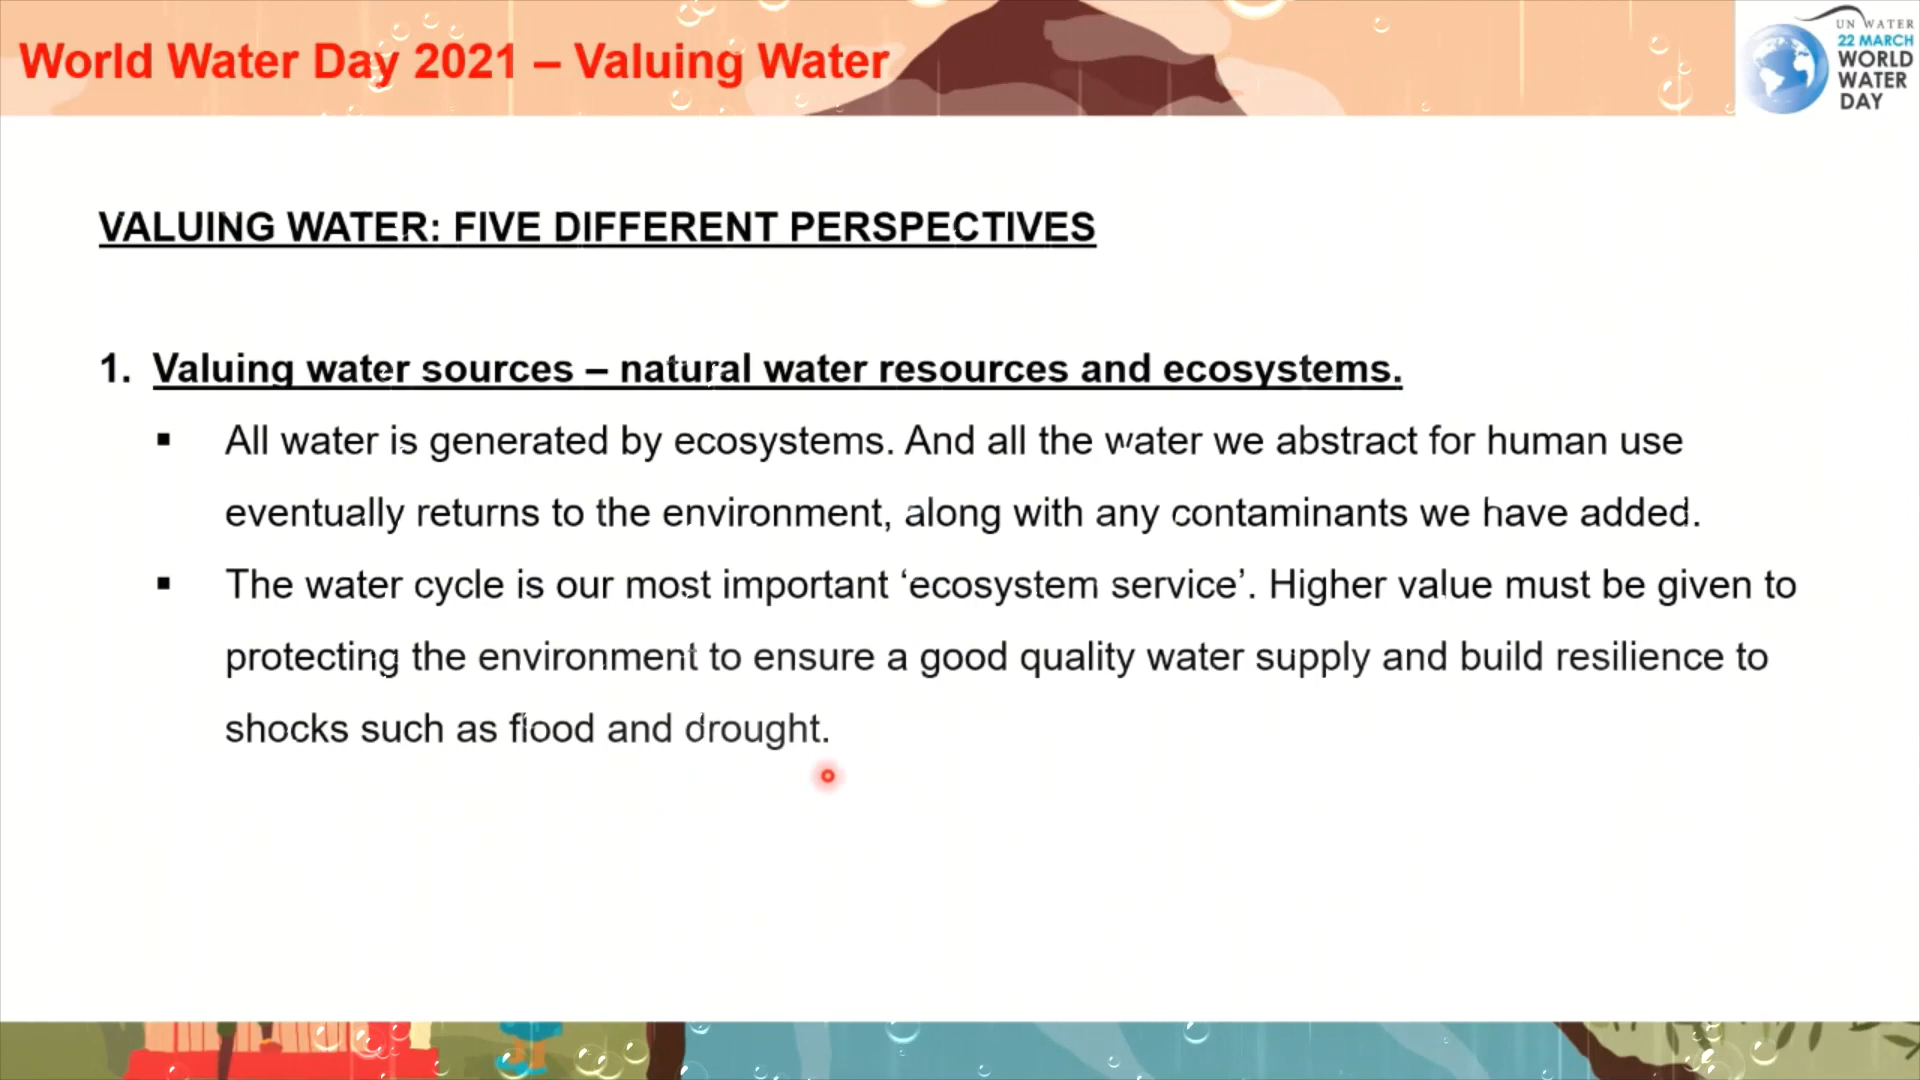 World Water Day 2021 – Valuing Water
UN WATER
22 MARCH
WORLD
WATER
DAY
VALUING WATER: FIVE DIFFERENT PERSPECTIVES
1. Valuing water sources – natural water resources and ecosystems.
▪ All water is generated by ecosystems. And all the water we abstract for human use
eventually returns to the environment, along with any contaminants we have added.
▪ The water cycle is our most important ‘ecosystem service’. Higher value must be given to
protecting the environment to ensure a good quality water supply and build resilience to
shocks such as flood and drought.